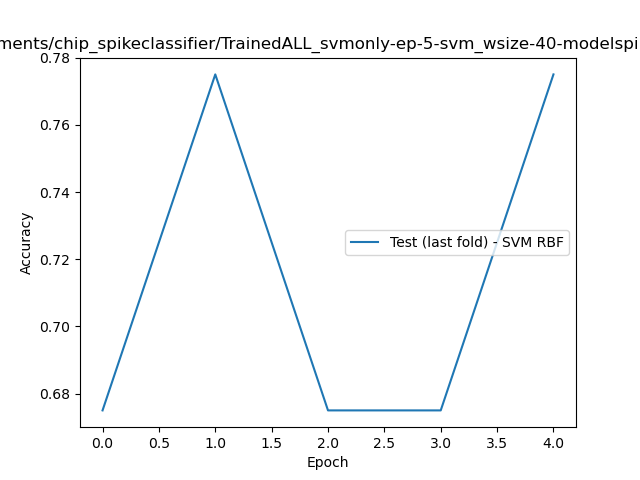 ments/chip_spikeclassifier/TrainedALL_svmonly-ep-5-svm_wsize-40-modelspi
0.78
0.76
0.74
0.72
0.70
0.68
Accuracy
Test (last fold) - SVM RBF
0.0 0.5 1.0 1.5 2.0 2.5 3.0 3.5 4.0
Epoch